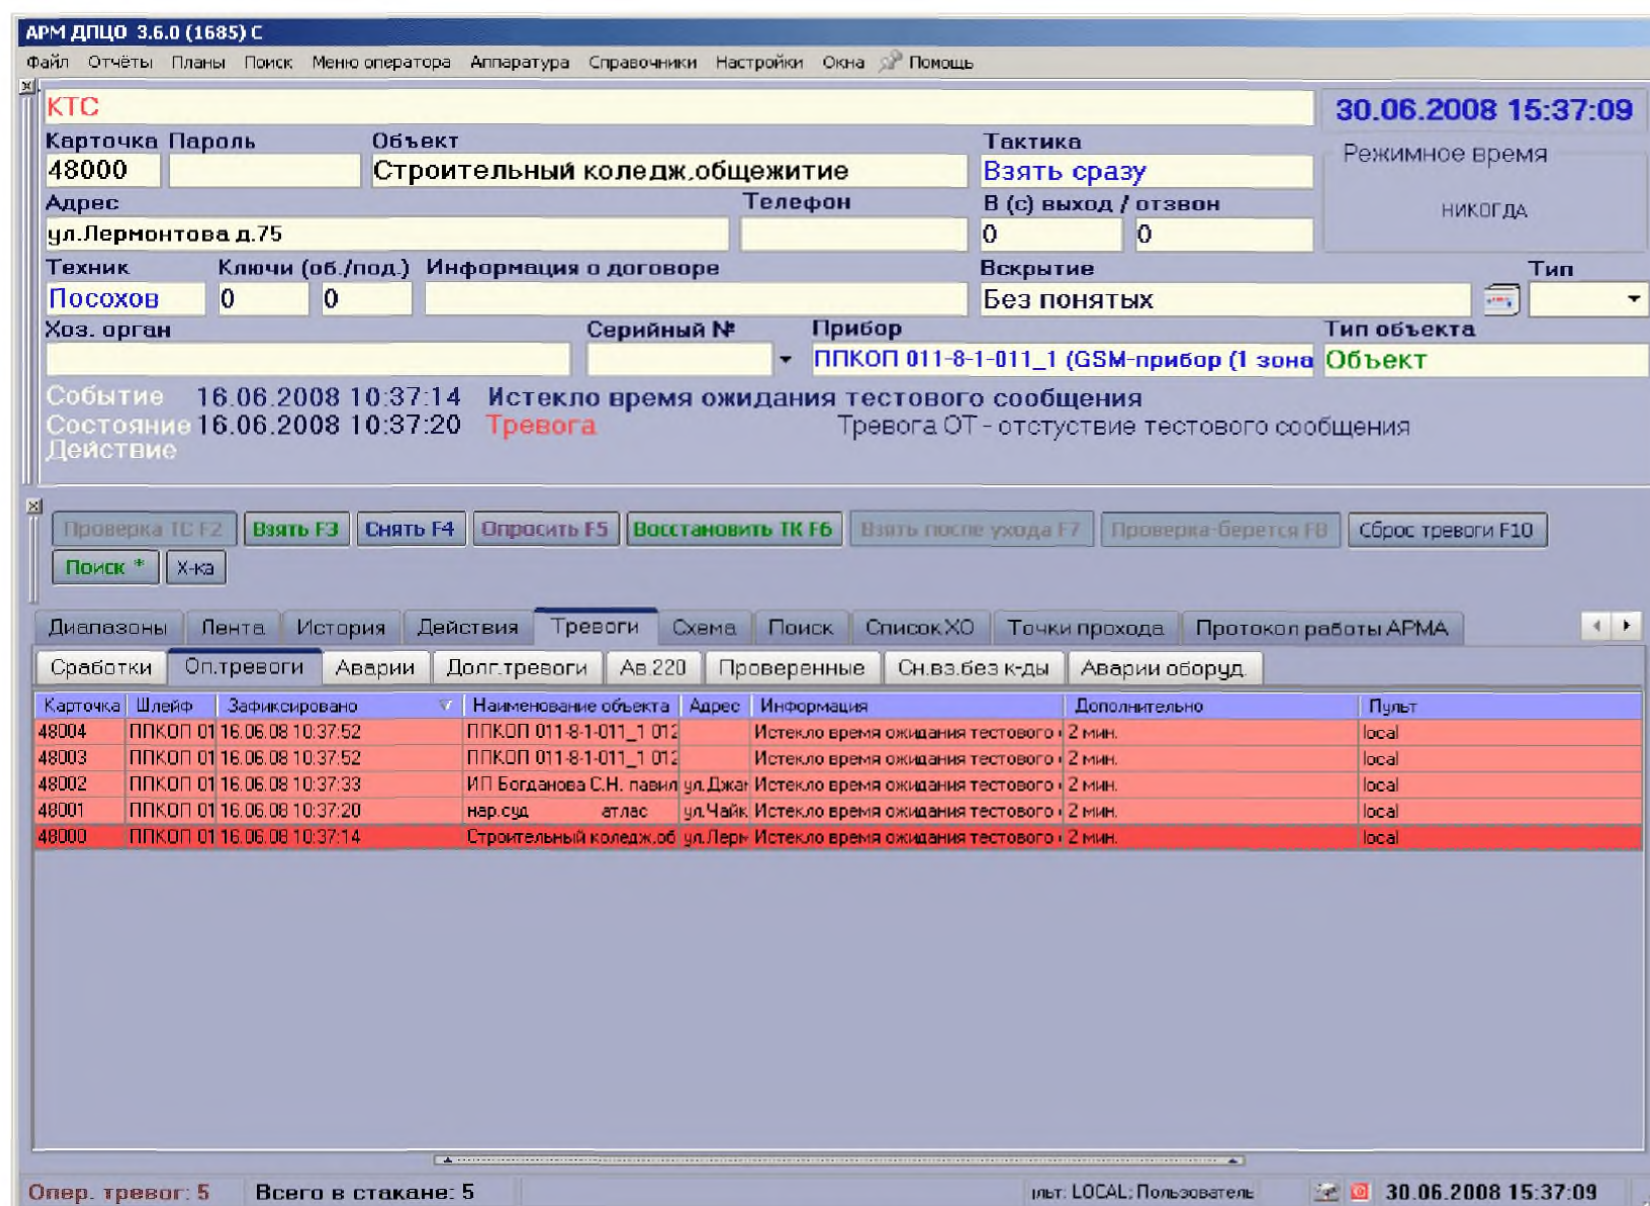 АРМ ДПЦО 3.6.0 (1685) С
Файл Отчёты Планы Поиск Меню оператора Аппаратура Справочники Настройки Окна Помощь
КТС
30.06.2008 15:37:09
Карточка Пароль Объект Тактика
Режимное время
48000 Строительный коледж,общежитие Взять сразу
Адрес Телефон В (с) выход / отзвон
никогда
ул.Лермонтова д.75 0 0
Техник Ключи (об./под.) Информация о договоре Вскрытие Тип
Посохов 0 0 Без понятых
Хоз. орган Серийный № Прибор Тип объекта
ППКОП 011-8-1-011_1 (GSM-прибор (1 зона Объект
Событие 16.06.2008 10:37:14 Истекло время ожидания тестового сообщения
Состояние 16.06.2008 10:37:20 Тревога Тревога ОТ - отстуствие тестового сообщения
Действие
Проверка ТС F2 Взять F3 Снять F4 Опросить F5 Восстановить ТК F6 Взять после ухода F7 Проверка-берется F8 Сброс тревоги F10
Поиск * Х-ка
Диапазоны Лента История Действия Тревоги Схема Поиск Список ХО Точки прохода Протокол работы АРМА
Сработки Оп.тревоги Аварии Долг.тревоги Ав.220 Проверенные Сн.вз.без к-ды Аварии оборуд.
Карточка Шлейф Зафиксировано Наименование объекта Адрес Информация Дополнительно Пульт
48004 ППКОП 01 16.06.08 10:37:52 ППКОП 011-8-1-011_1 012 Истекло время ожидания тестового 2 мин. local
48003 ППКОП 01 16.06.08 10:37:52 ППКОП 011-8-1-011_1 012 Истекло время ожидания тестового 2 мин. local
48002 ППКОП 01 16.06.08 10:37:33 ИП Богданова С.Н. павил ул.Джан Истекло время ожидания тестового 2 мин. local
48001 ППКОП 01 16.06.08 10:37:20 нар.суд атлас ул.Чайк Истекло время ожидания тестового 2 мин. local
48000 ППКОП 01 16.06.08 10:37:14 Строительный коледж,об ул.Лерм Истекло время ожидания тестового 2 мин. local
Опер. тревог: 5 Всего в стакане: 5 льт: LOCAL; Пользователь 30.06.2008 15:37:09